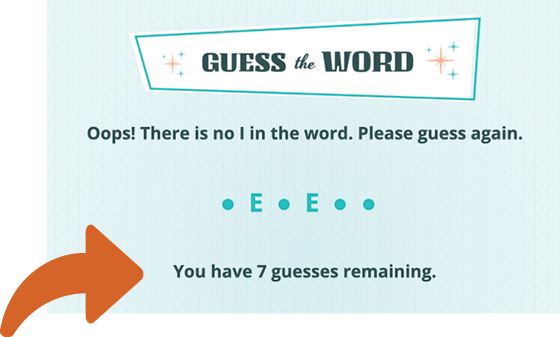 GUESS the WORD
Oops! There is no I in the word. Please guess again.
• E • E • •
You have 7 guesses remaining.